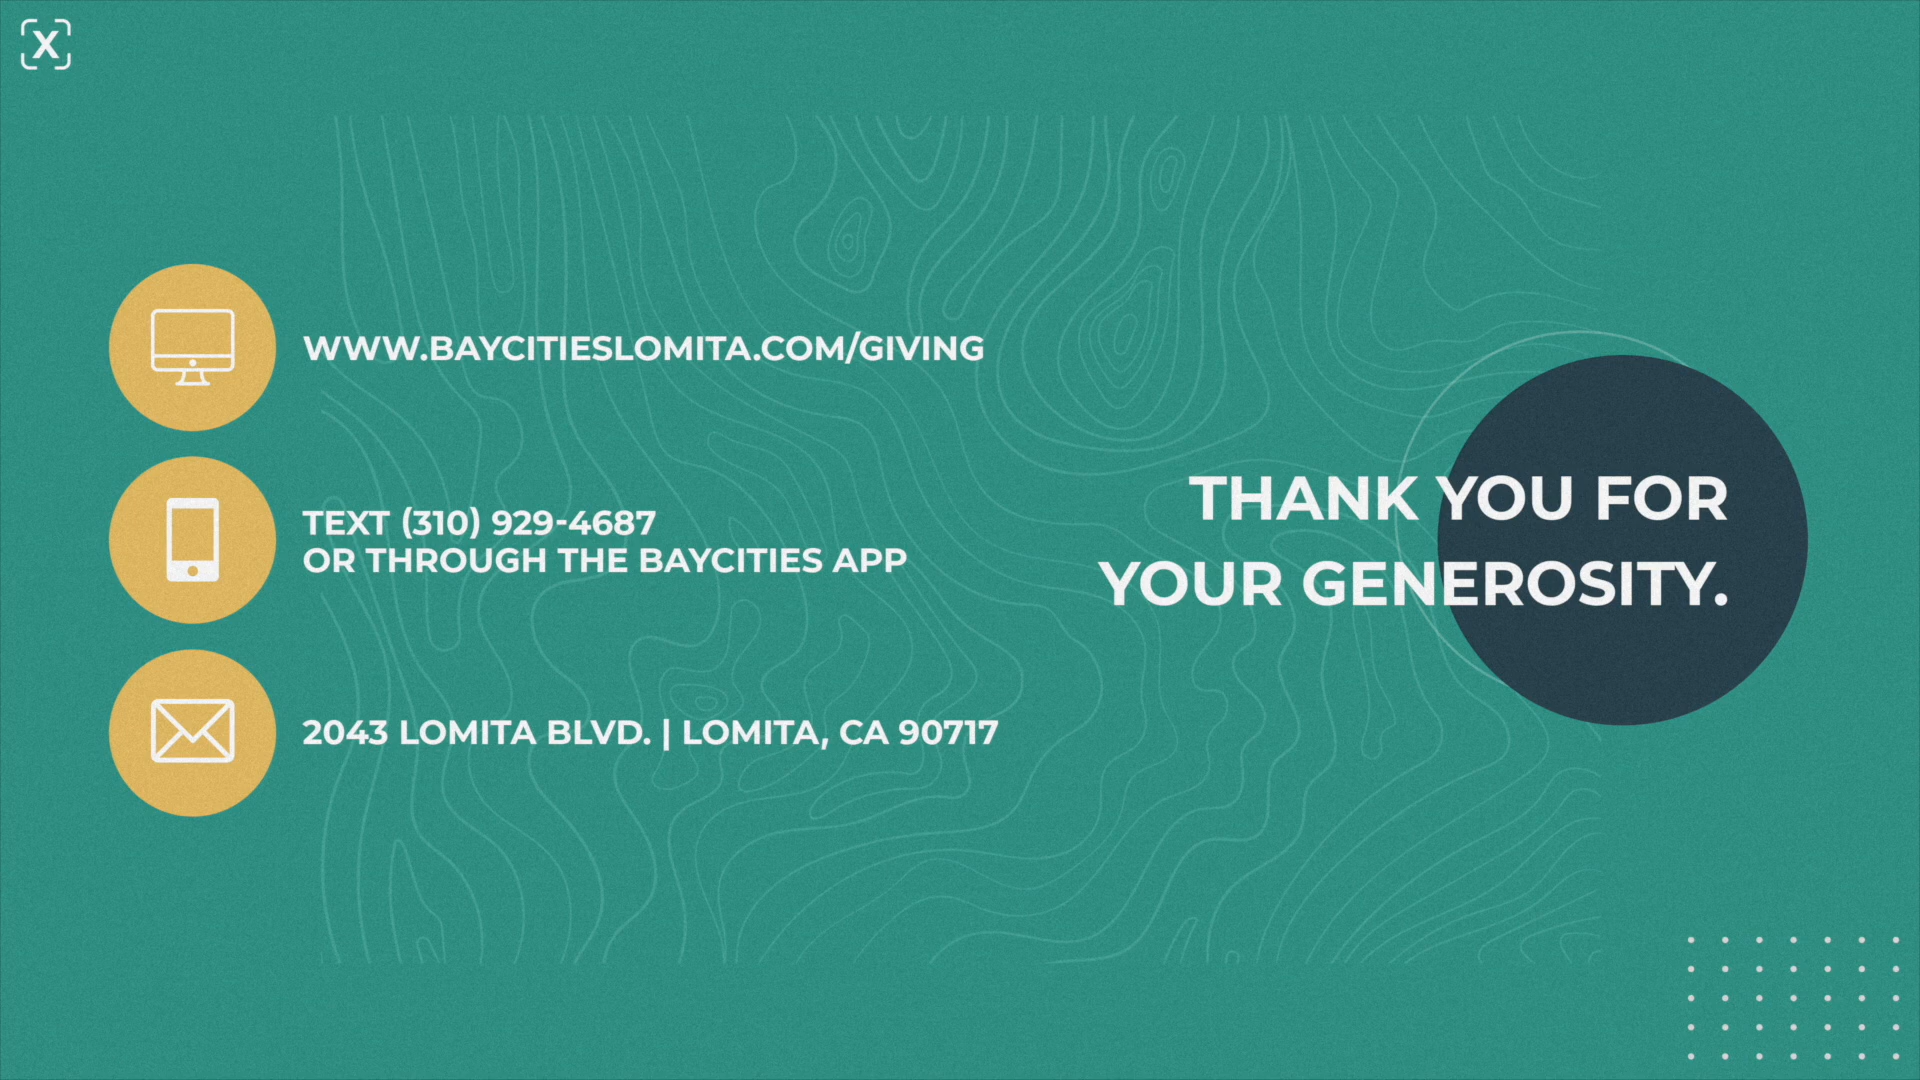 X
WWW.BAYCITIESLOMITA.COM/GIVING
TEXT (310) 929-4687
OR THROUGH THE BAYCITIES APP
2043 LOMITA BLVD. | LOMITA, CA 90717
THANK YOU FOR
YOUR GENEROSITY.